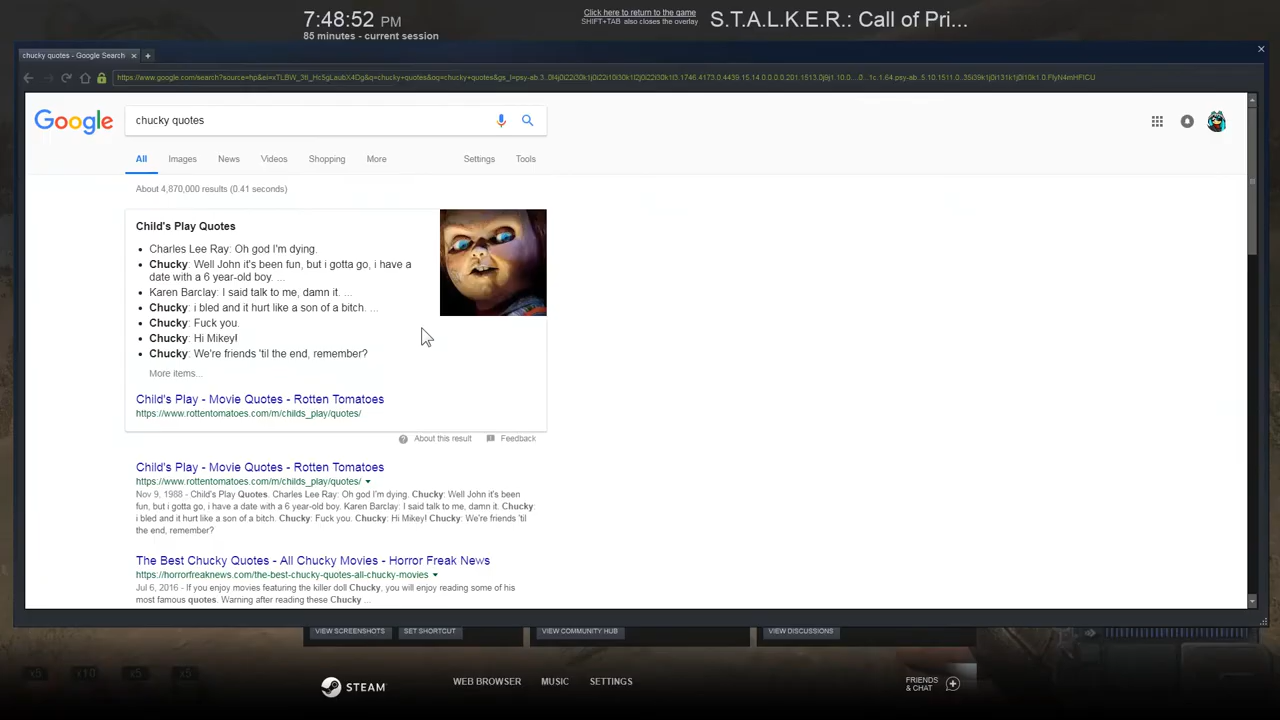 7:48:52 PM
85 minutes - current session
Click here to return to the game
SHIFT+TAB also closes the overlay
S.T.A.L.K.E.R.: Call of Pri...
chucky quotes - Google Search
Google
chucky quotes
All Images News Videos Shopping More Settings Tools
About 4,870,000 results (0.41 seconds)
Child's Play Quotes
Charles Lee Ray: Oh god I'm dying.
Chucky: Well John it's been fun, but i gotta go, i have a
date with a 6 year-old boy. ...
Karen Barclay: I said talk to me, damn it. ...
Chucky: i bled and it hurt like a son of a bitch. ...
Chucky: Fuck you.
Chucky: Hi Mikey!
Chucky: We're friends 'til the end, remember?
More items...
Child's Play - Movie Quotes - Rotten Tomatoes
https://www.rottentomatoes.com/m/childs_play/quotes/
About this result Feedback
Child's Play - Movie Quotes - Rotten Tomatoes
https://www.rottentomatoes.com/m/childs_play/quotes/
Nov 9, 1988 - Child's Play Quotes. Charles Lee Ray: Oh god I'm dying. Chucky: Well John it's been
fun, but i gotta go, i have a date with a 6 year-old boy. Karen Barclay: I said talk to me, damn it. Chucky:
i bled and it hurt like a son of a bitch. Chucky: Fuck you. Chucky: Hi Mikey! Chucky: We're friends 'til
the end, remember?
The Best Chucky Quotes - All Chucky Movies - Horror Freak News
https://horrorfreaknews.com/the-best-chucky-quotes-all-chucky-movies
Jul 6, 2016 - If you enjoy movies featuring the killer doll Chucky, you will enjoy reading some of his
most famous quotes. Warning after reading these Chucky ...
VIEW SCREENSHOTS SET SHORTCUT VIEW COMMUNITY HUB VIEW DISCUSSIONS
x5 x10 x5 x5
STEAM WEB BROWSER MUSIC SETTINGS
FRIENDS
& CHAT